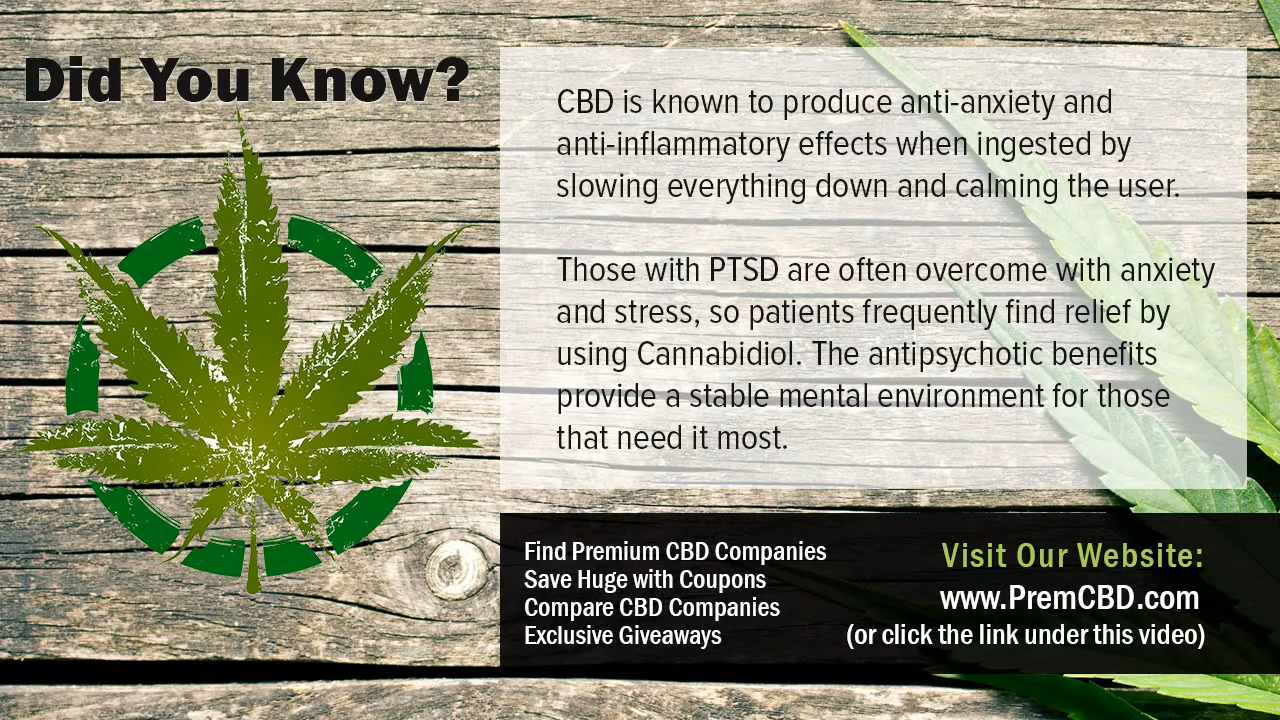 Did You Know?
CBD is known to produce anti-anxiety and
anti-inflammatory effects when ingested by
slowing everything down and calming the user.
Those with PTSD are often overcome with anxiety
and stress, so patients frequently find relief by
using Cannabidiol. The antipsychotic benefits
provide a stable mental environment for those
that need it most.
Find Premium CBD Companies
Save Huge with Coupons
Compare CBD Companies
Exclusive Giveaways
Visit Our Website:
www.PremCBD.com
(or click the link under this video)